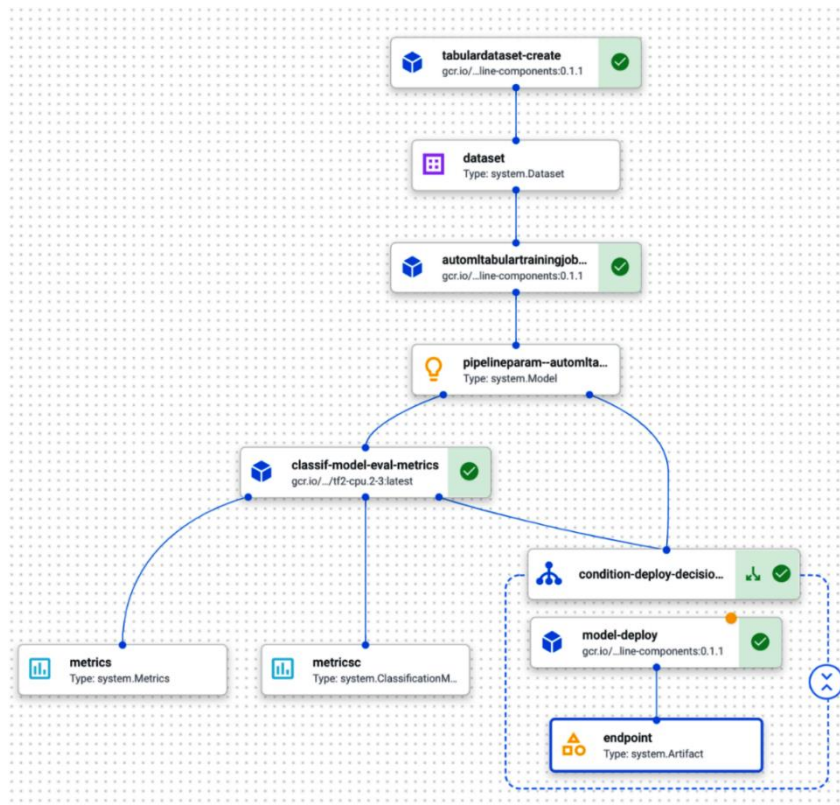 tabulardataset-create
gcr.io/...line-components:0.1.1
dataset
Type: system.Dataset
automltabulartrainingjob...
gcr.io/...line-components:0.1.1
pipelineparam--automlta...
Type: system.Model
classif-model-eval-metrics
gcr.io/.../tf2-cpu.2-3:latest
condition-deploy-decisio...
model-deploy
gcr.io/...line-components:0.1.1
metrics
Type: system.Metrics
metricsc
Type: system.ClassificationM...
endpoint
Type: system.Artifact